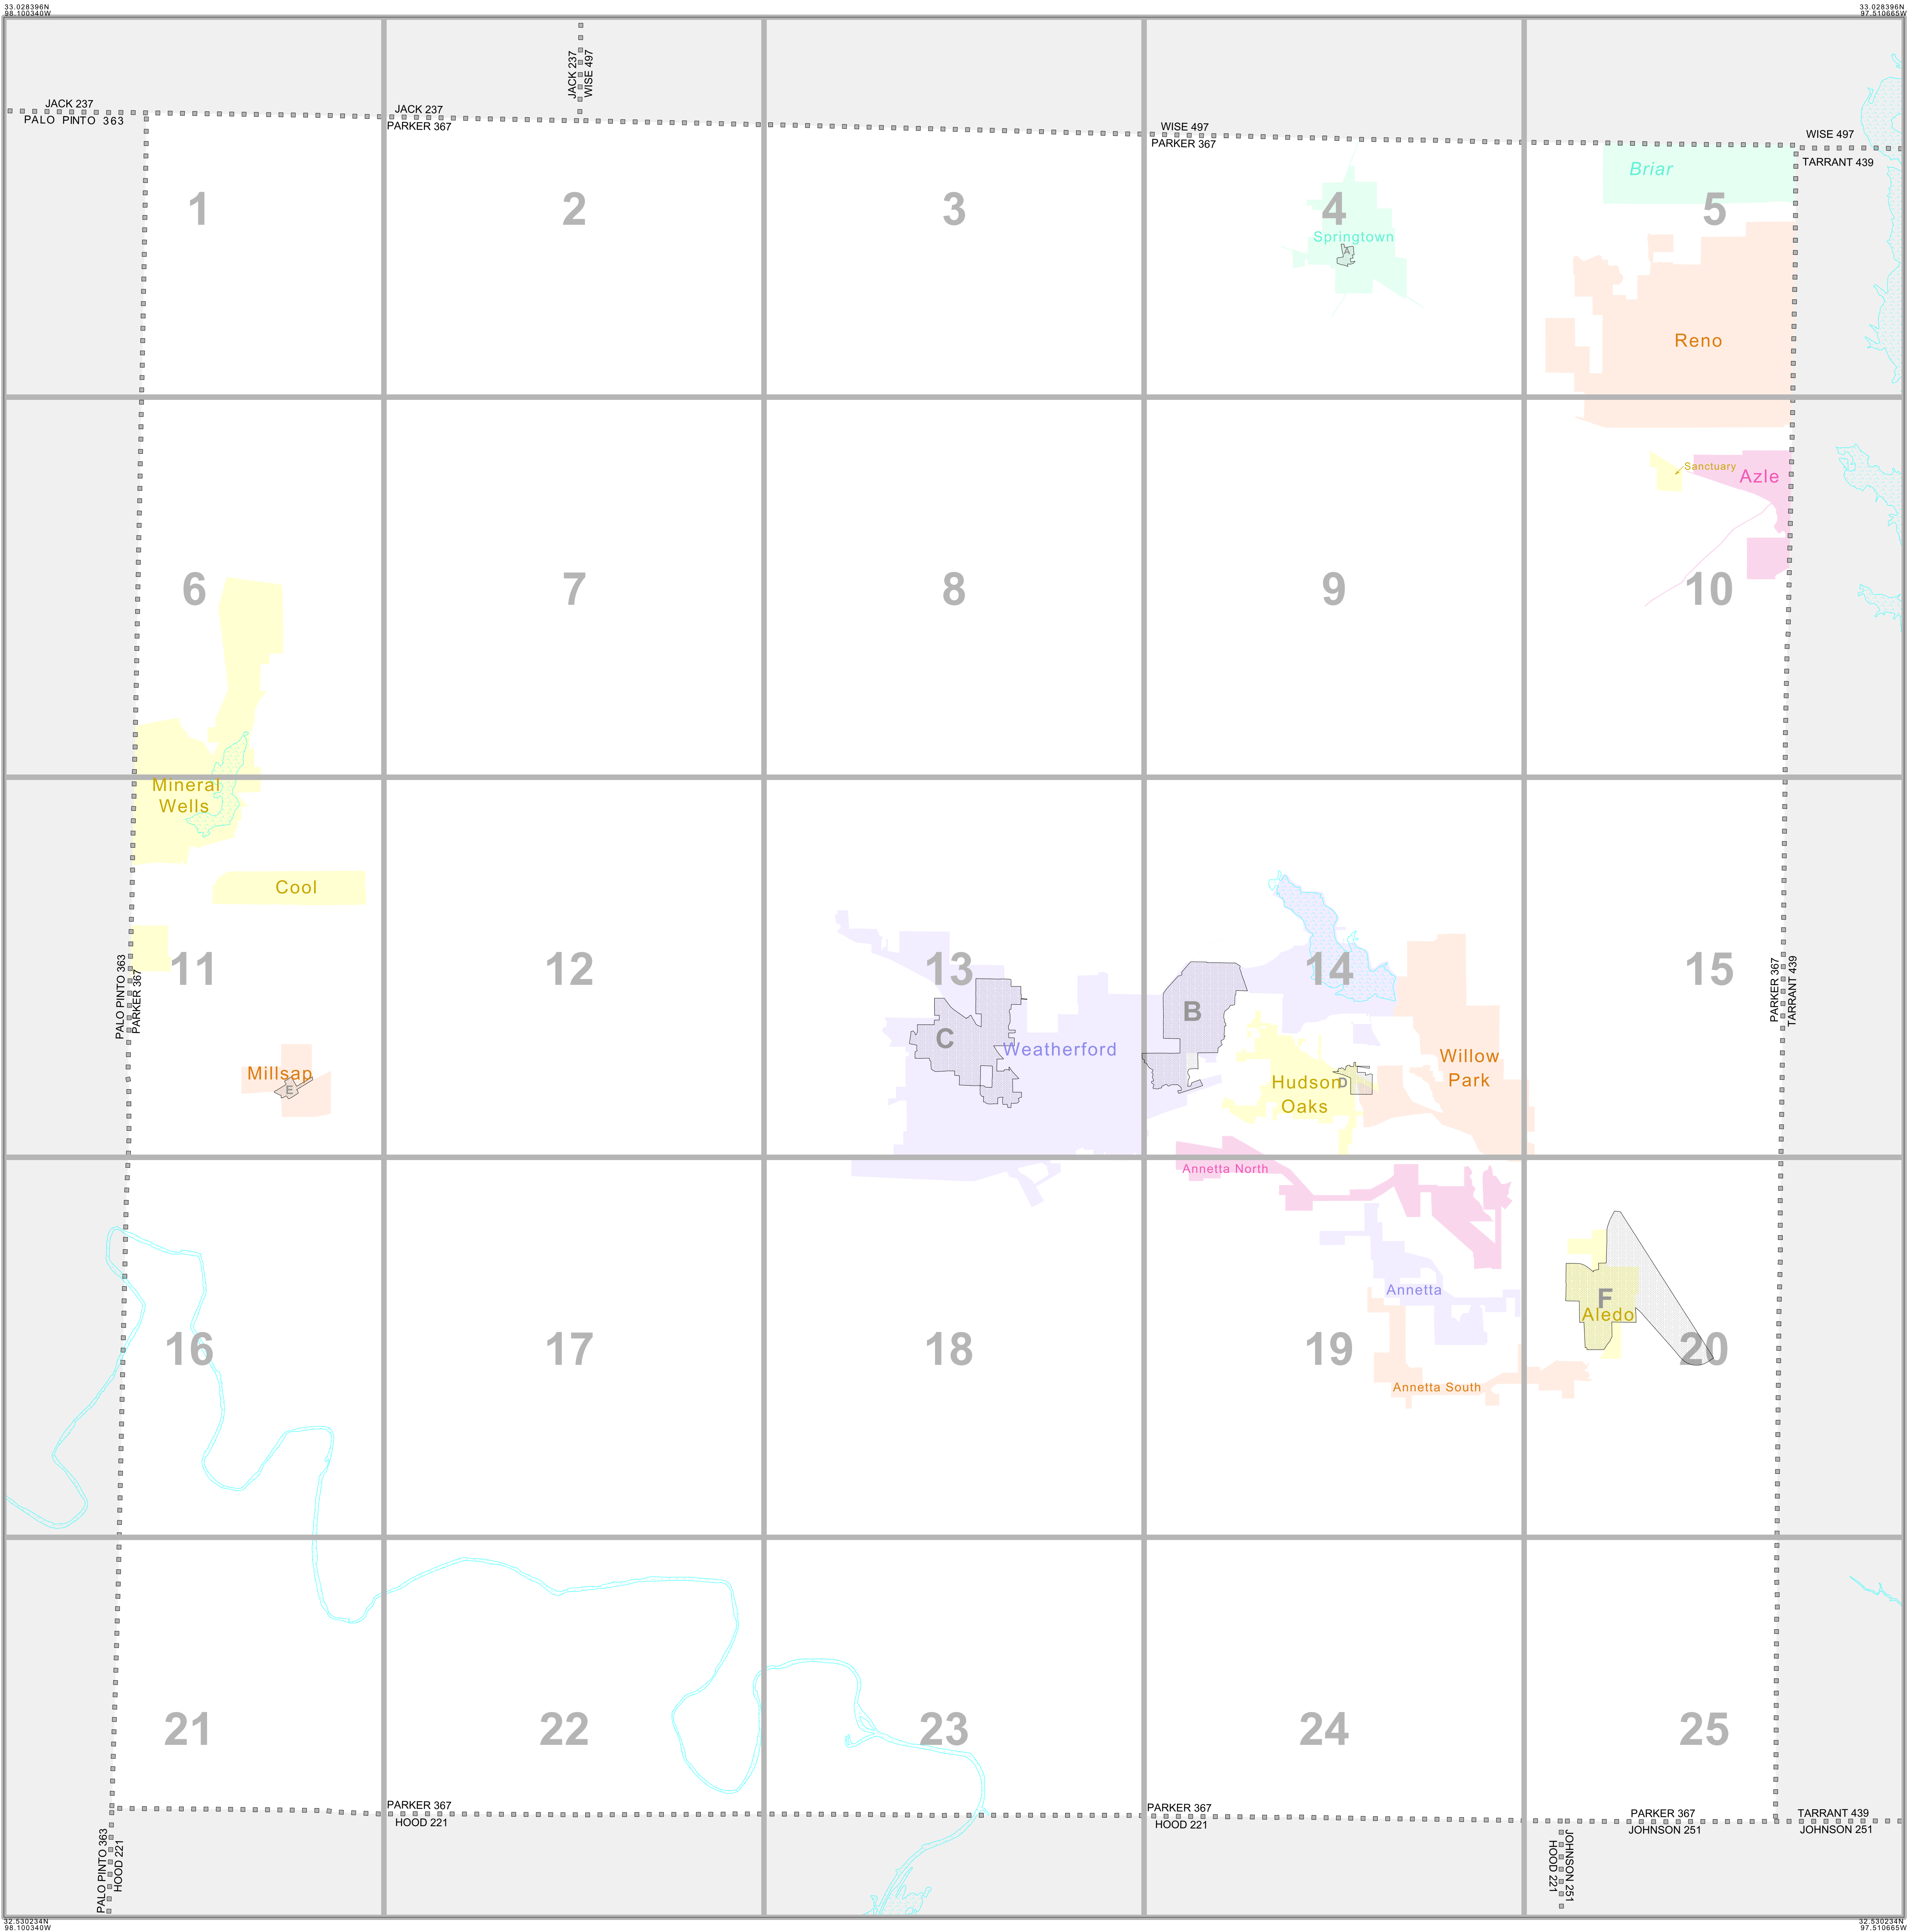 33.028396N
98.100340W
33.028396N
97.510665W
JACK 237
WISE 497
JACK 237
PALO PINTO 363
JACK 237
PARKER 367
WISE 497
PARKER 367
WISE 497
TARRANT 439
Briar
1
2
3
4
5
Springtown
A
Reno
Sanctuary
Azle
6
7
8
9
10
Mineral
Wells
Cool
PALO PINTO 363
PARKER 367
11
12
13
14
15
PARKER 367
TARRANT 439
B
C
Weatherford
Willow
Park
Millsap
E
Hudson
Oaks
D
Annetta North
Annetta
F
Aledo
16
17
18
19
20
Annetta South
21
22
23
24
25
PARKER 367
HOOD 221
PARKER 367
HOOD 221
PARKER 367
JOHNSON 251
TARRANT 439
JOHNSON 251
PALO PINTO 363
HOOD 221
HOOD 221
JOHNSON 251
32.530234N
98.100340W
32.530234N
97.510665W